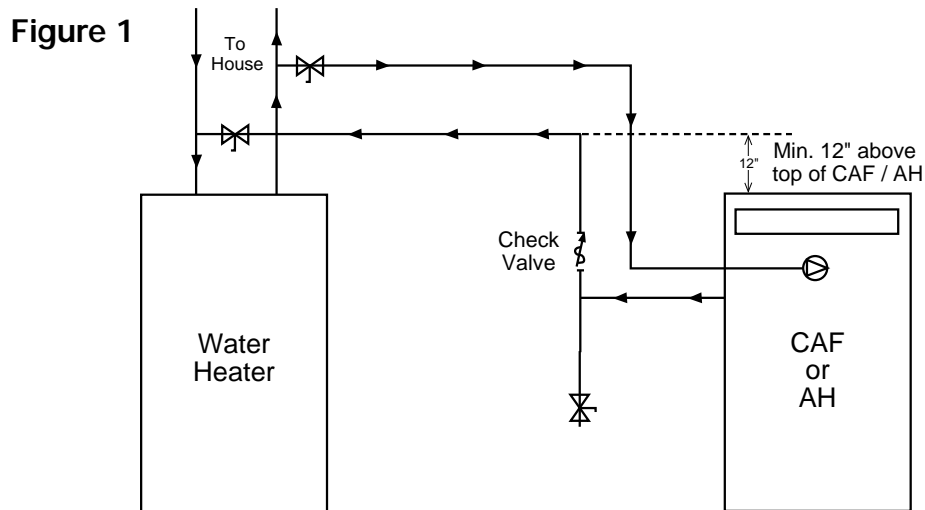 Figure 1
To
House
12"
Min. 12" above
top of CAF / AH
Check
Valve
Water
Heater
CAF
or
AH